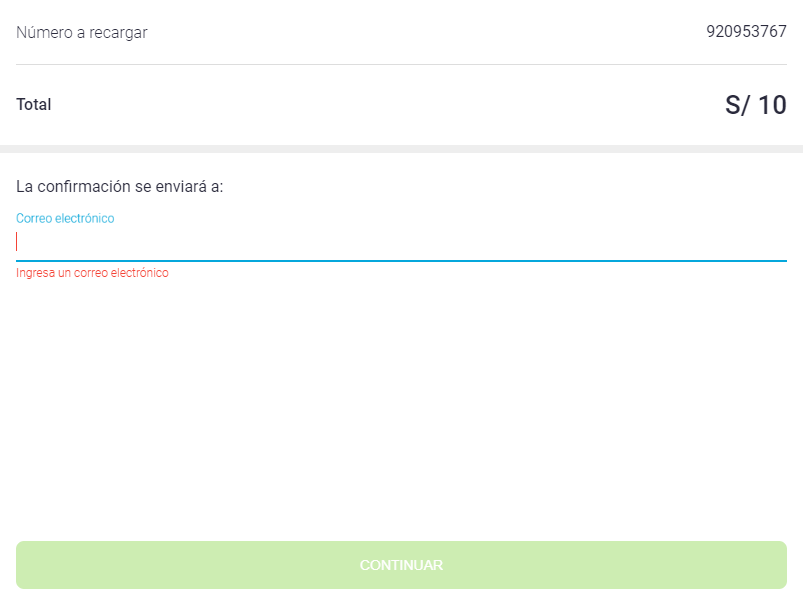 Número a recargar 920953767
Total S/ 10
La confirmación se enviará a:
Correo electrónico
Ingresa un correo electrónico
CONTINUAR